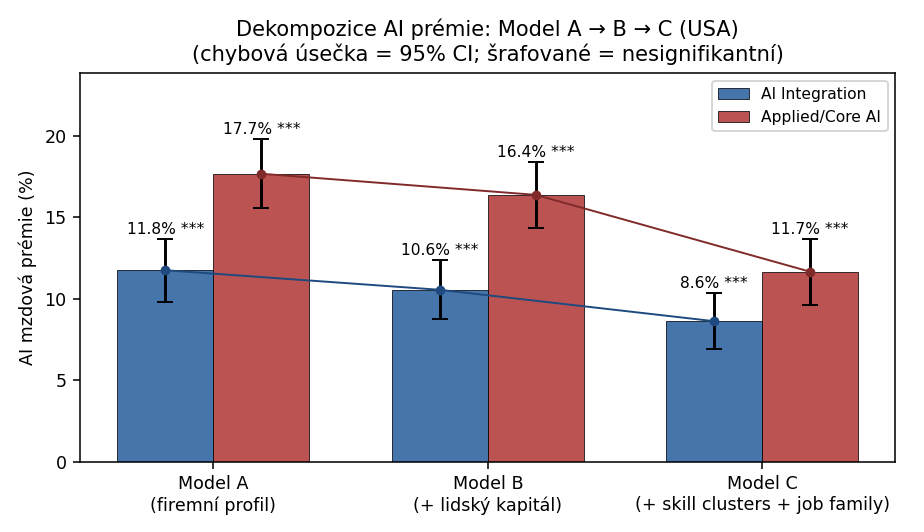 Dekompozice AI prémie: Model A → B → C (USA)
(chybová úsečka = 95% CI; šrafované = nesignifikantní)
AI Integration
Applied/Core AI
AI mzdová prémie (%)
20
15
10
5
0
11.8% ***
17.7% ***
10.6% ***
16.4% ***
8.6% ***
11.7% ***
Model A
(firemní profil)
Model B
(+ lidský kapitál)
Model C
(+ skill clusters + job family)